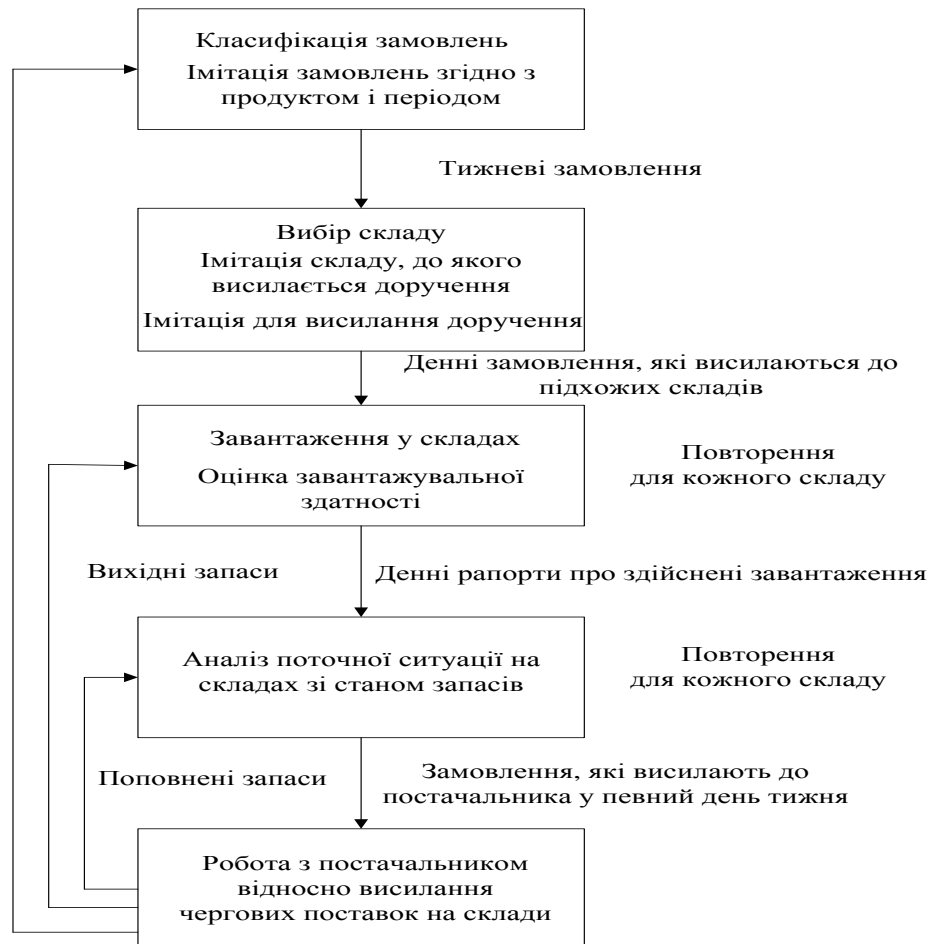 Класифікація замовлень
Імітація замовлень згідно з
продуктом і періодом
Тижневі замовлення
Вибір складу
Імітація складу, до якого
висилається доручення
Імітація для висилання доручення
Денні замовлення, які висилаються до
підхожих складів
Завантаження у складах
Оцінка завантажувальної
здатності
Повторення
для кожного складу
Вихідні запаси
Денні рапорти про здійснені завантаження
Аналіз поточної ситуації на
складах зі станом запасів
Повторення
для кожного складу
Поповнені запаси
Замовлення, які висилають до
постачальника у певний день тижня
Робота з постачальником
відносно висилання
чергових поставок на склади